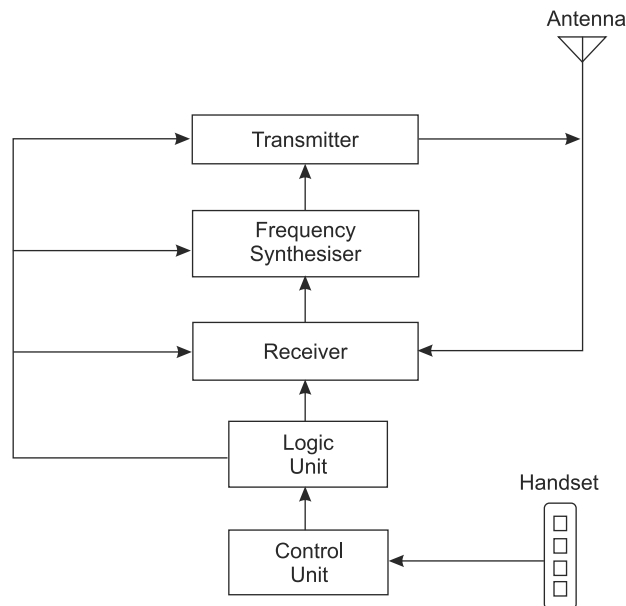 Antenna
Transmitter
Frequency
Synthesiser
Receiver
Logic
Unit
Handset
Control
Unit